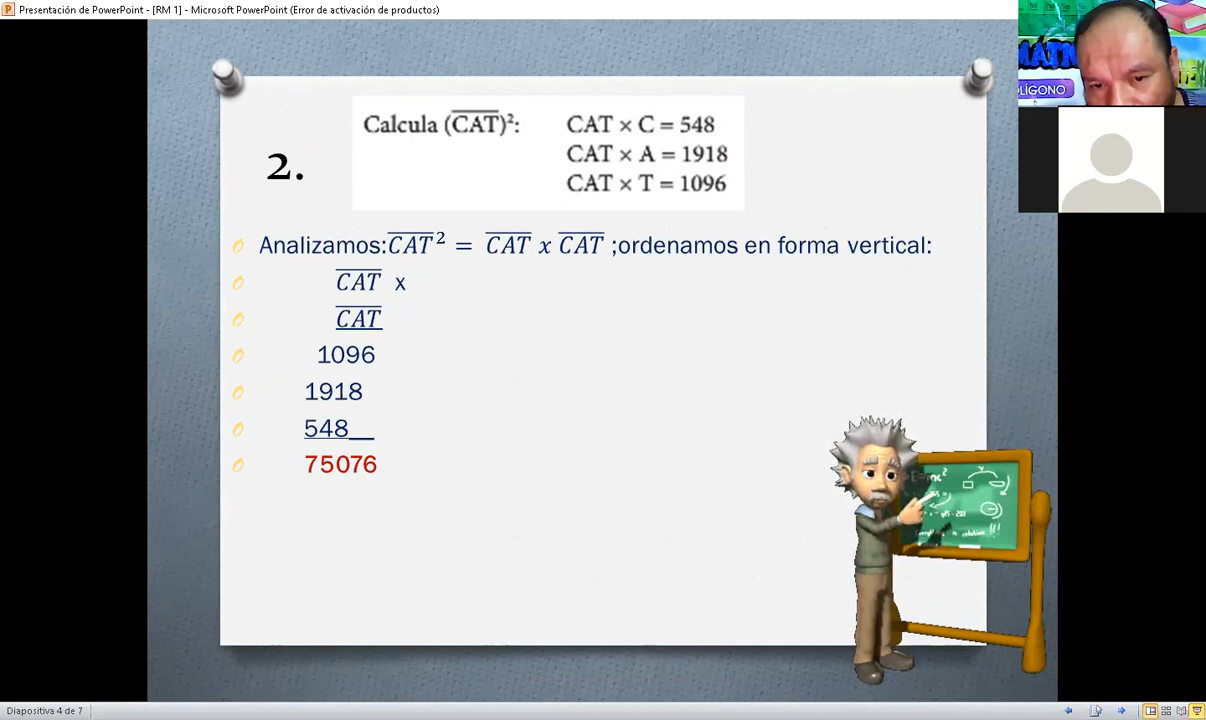 Presentación de PowerPoint - [RM 1] - Microsoft PowerPoint (Error de activación de productos)
OLÍGONO
2.
Calcula (CAT)²:
CAT × C = 548
CAT × A = 1918
CAT × T = 1096
Analizamos: CAT² = CAT x CAT ;ordenamos en forma vertical:
CAT x
CAT
1096
1918
548__
75076
Diapositiva 4 de 7